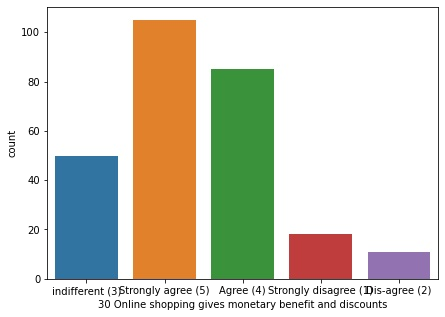 100
80
60
40
20
0
count
indifferent (3) Strongly agree (5) Agree (4) Strongly disagree (1) Dis-agree (2)
30 Online shopping gives monetary benefit and discounts